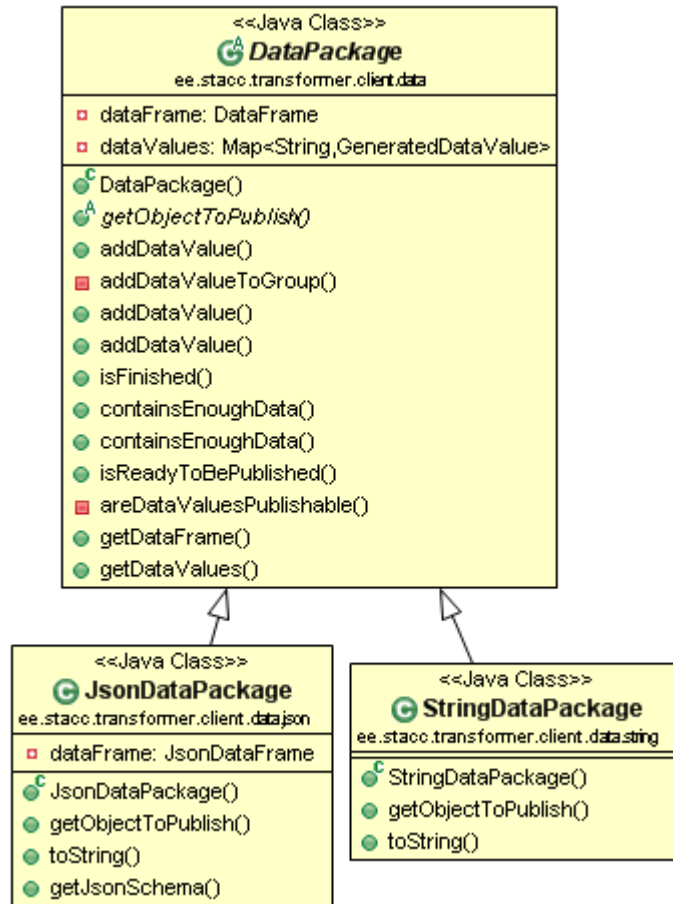 <<Java Class>>
DataPackage
ee.stacc.transformer.client.data
dataFrame: DataFrame
dataValues: Map<String,GeneratedDataValue>
DataPackage()
getObjectToPublish()
addDataValue()
addDataValueToGroup()
addDataValue()
addDataValue()
isFinished()
containsEnoughData()
containsEnoughData()
isReadyToBePublished()
areDataValuesPublishable()
getDataFrame()
getDataValues()
<<Java Class>>
JsonDataPackage
ee.stacc.transformer.client.data.json
dataFrame: JsonDataFrame
JsonDataPackage()
getObjectToPublish()
toString()
getJsonSchema()
<<Java Class>>
StringDataPackage
ee.stacc.transformer.client.data.string
StringDataPackage()
getObjectToPublish()
toString()